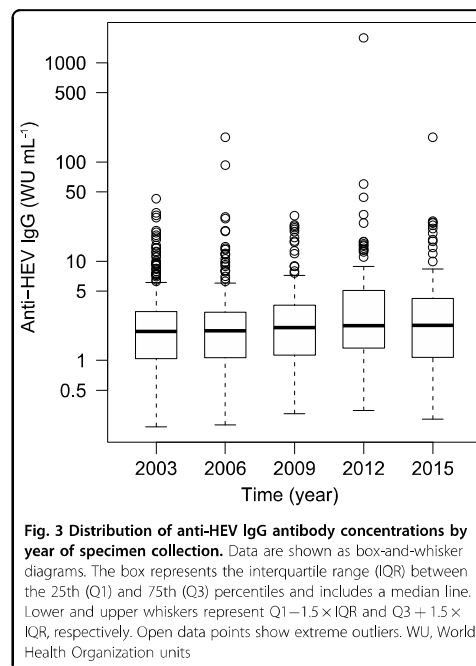 1000
500
100
50
10
5
1
0.5
Anti−HEV IgG (WU mL⁻¹)
2003 2006 2009 2012 2015
Time (year)
Fig. 3 Distribution of anti-HEV IgG antibody concentrations by
year of specimen collection. Data are shown as box-and-whisker
diagrams. The box represents the interquartile range (IQR) between
the 25th (Q1) and 75th (Q3) percentiles and includes a median line.
Lower and upper whiskers represent Q1−1.5 × IQR and Q3 + 1.5 ×
IQR, respectively. Open data points show extreme outliers. WU, World
Health Organization units